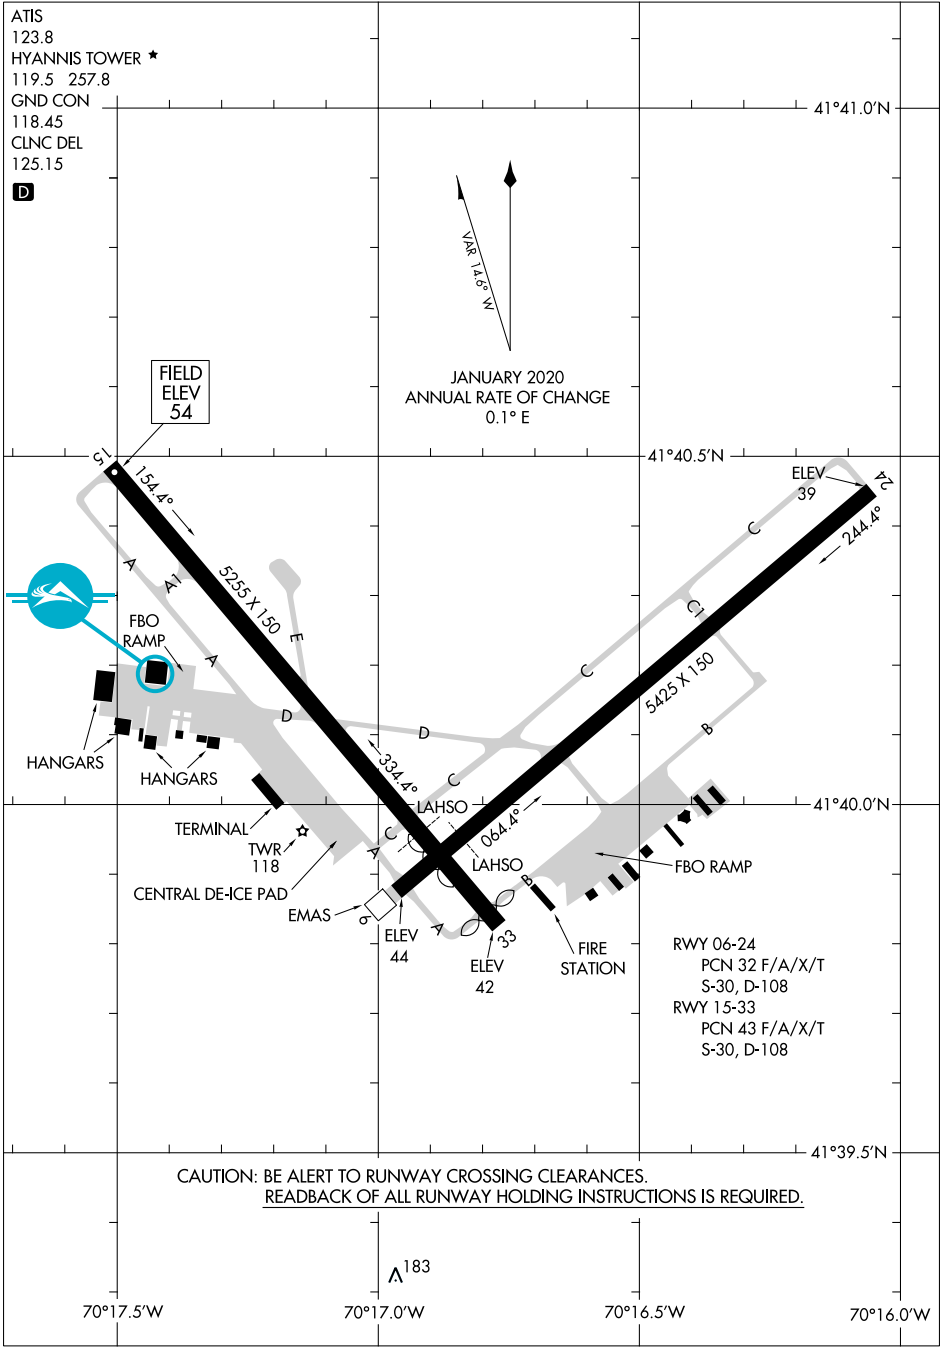 ATIS
123.8
HYANNIS TOWER ★
119.5 257.8
GND CON
118.45
CLNC DEL
125.15
D
41°41.0'N
VAR 14.6° W
JANUARY 2020
ANNUAL RATE OF CHANGE
0.1° E
FIELD
ELEV
54
41°40.5'N
15
154.4°
ELEV
39
24
244.4°
C
A
A1
5255 X 150
C1
FBO
RAMP
E
A
C
5425 X 150
D
D
B
HANGARS
HANGARS
334.4°
C
LAHSO
064.4°
41°40.0'N
TERMINAL
TWR
118
C
A
LAHSO
FBO RAMP
CENTRAL DE-ICE PAD
B
EMAS
6
ELEV
44
A
33
ELEV
42
FIRE
STATION
RWY 06-24
PCN 32 F/A/X/T
S-30, D-108
RWY 15-33
PCN 43 F/A/X/T
S-30, D-108
41°39.5'N
CAUTION: BE ALERT TO RUNWAY CROSSING CLEARANCES.
READBACK OF ALL RUNWAY HOLDING INSTRUCTIONS IS REQUIRED.
183
70°17.5'W
70°17.0'W
70°16.5'W
70°16.0'W